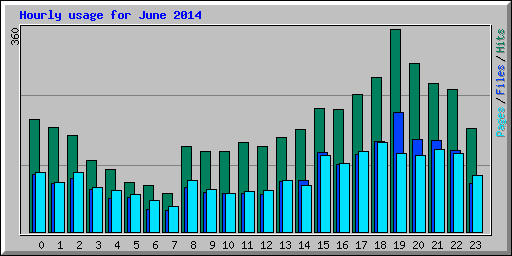 Hourly usage for June 2014
360
Pages/Files/Hits
0 1 2 3 4 5 6 7 8 9 10 11 12 13 14 15 16 17 18 19 20 21 22 23